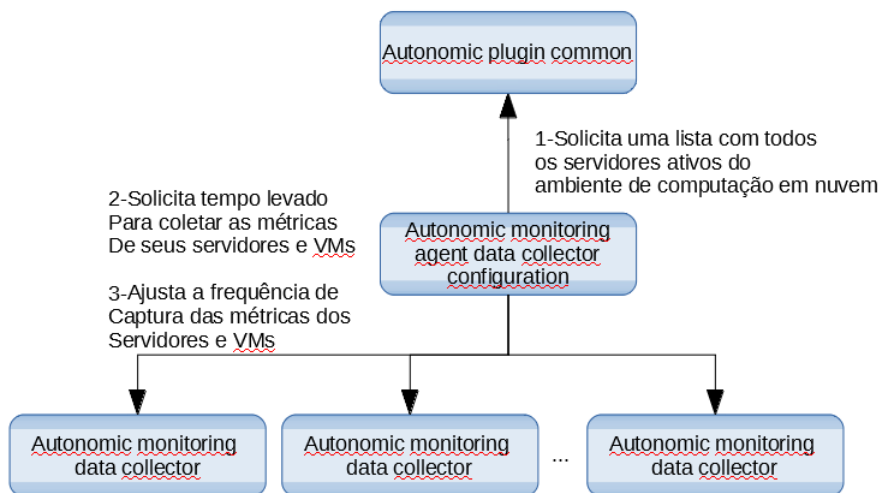 Autonomic plugin common
1-Solicita uma lista com todos
os servidores ativos do
ambiente de computação em nuvem
2-Solicita tempo levado
Para coletar as métricas
De seus servidores e VMs
Autonomic monitoring
agent data collector
configuration
3-Ajusta a frequência de
Captura das métricas dos
Servidores e VMs
Autonomic monitoring
data collector
Autonomic monitoring
data collector
...
Autonomic monitoring
data collector